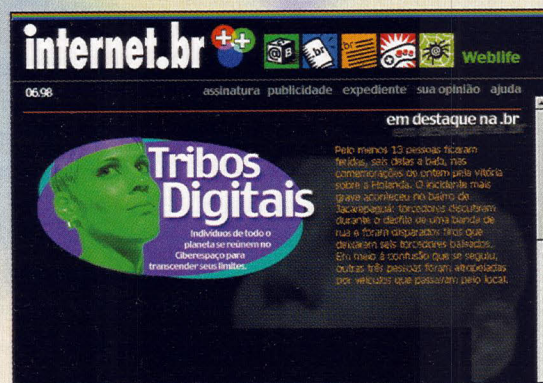 internet.br
Weblife
06.98
assinatura publicidade expediente sua opinião ajuda
em destaque na .br
Tribos
Digitais
Indivíduos de todo o
planeta se reúnem no
Ciberespaço para
transcender seus limites.
Pelo menos 13 pessoas ficaram
feridas, seis delas a bala, nas
comemorações de ontem pela vitória
sobre a Holanda. O incidente mais
grave aconteceu no bairro de
Jacarepaguá: torcedores discutiram
durante o desfile de uma banda de
rua e foram disparados tiros que
deixaram seis torcedores baleados.
Em meio à confusão que se seguiu,
outras três pessoas foram atropeladas
por veículos que passavam pelo local.